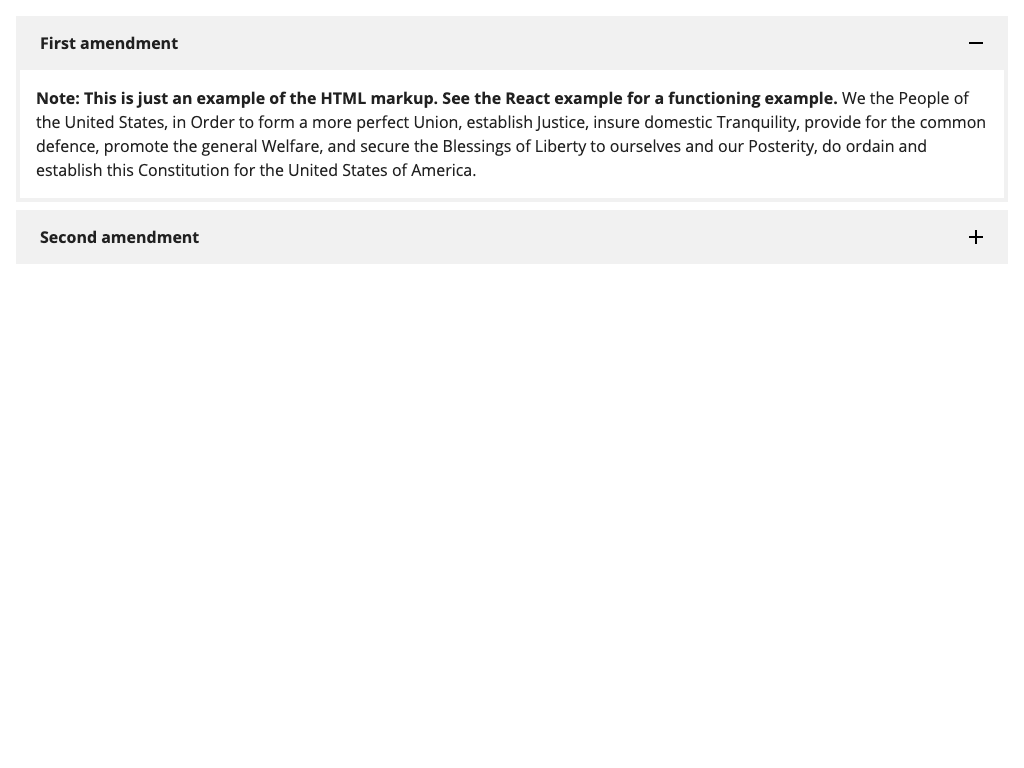 First amendment
Note: This is just an example of the HTML markup. See the React example for a functioning example. We the People of
the United States, in Order to form a more perfect Union, establish Justice, insure domestic Tranquility, provide for the common
defence, promote the general Welfare, and secure the Blessings of Liberty to ourselves and our Posterity, do ordain and
establish this Constitution for the United States of America.
Second amendment